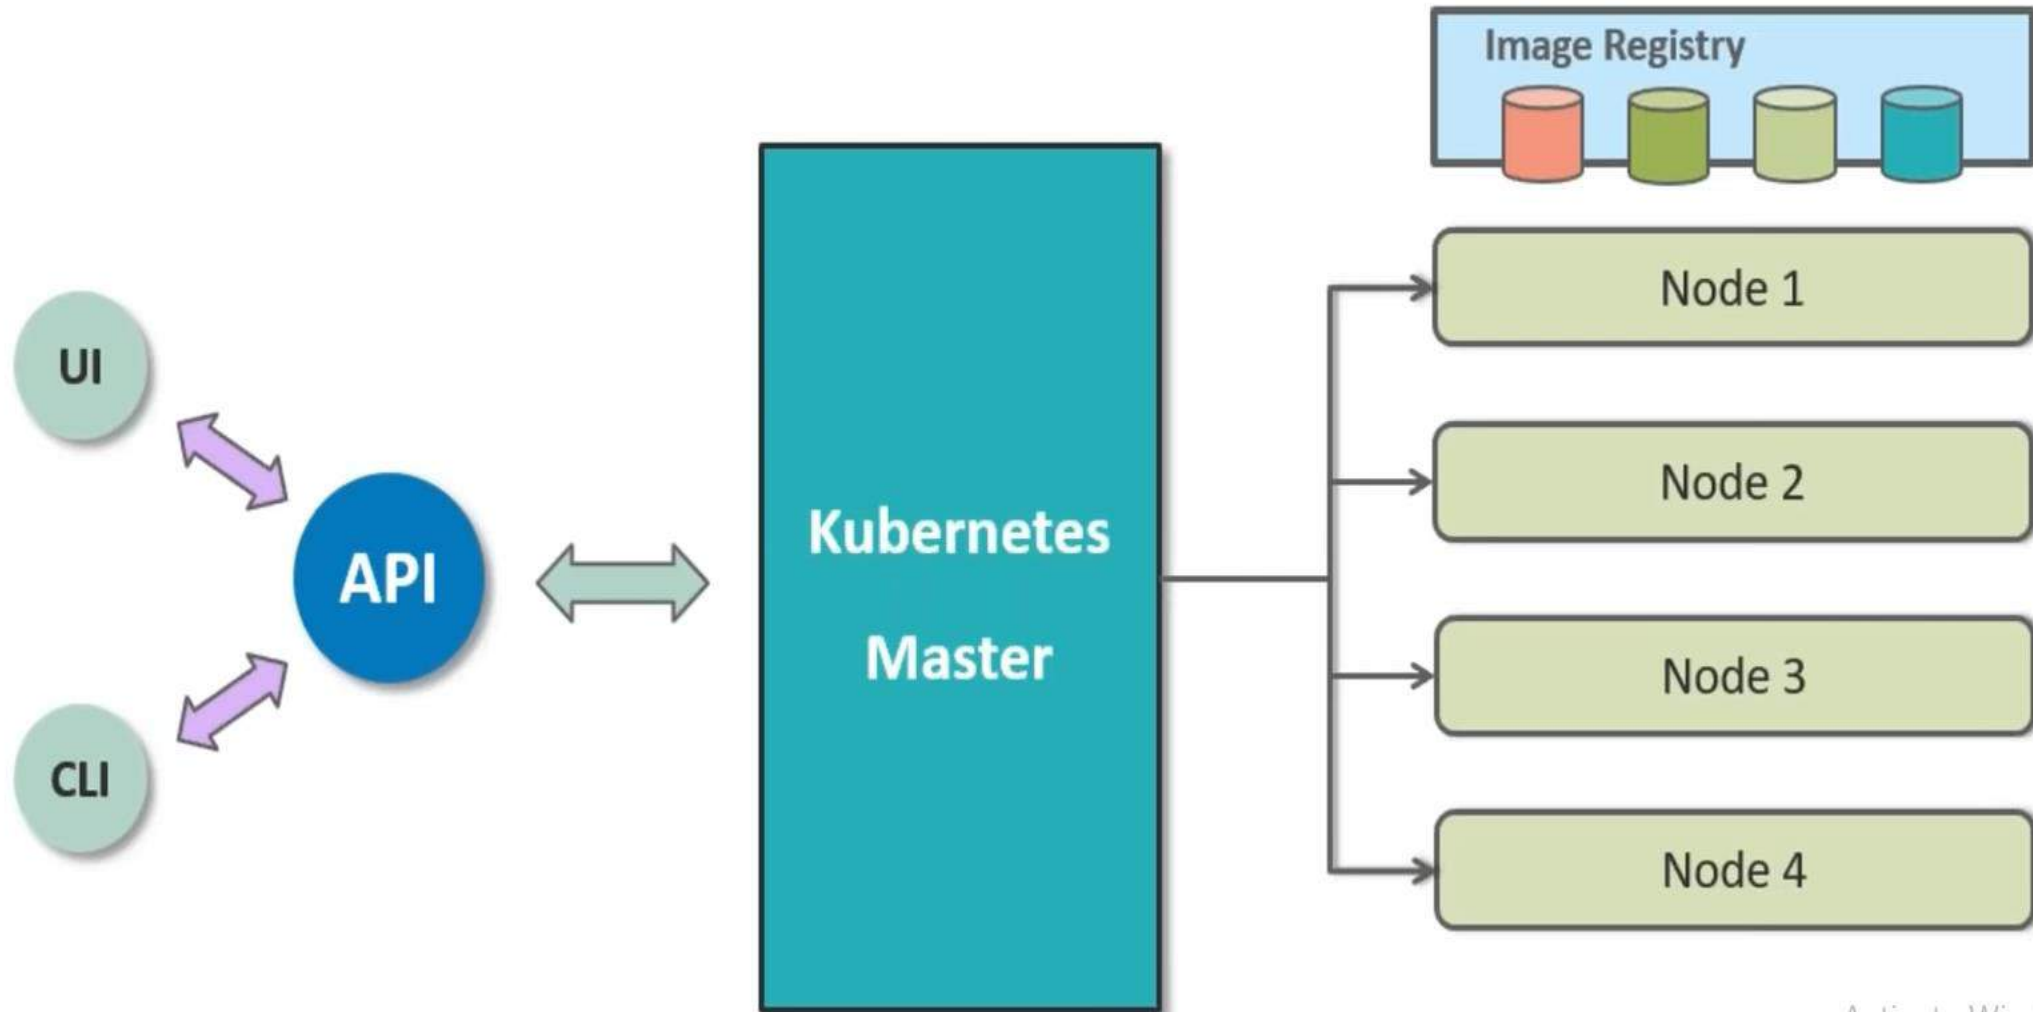 Image Registry
UI
API
CLI
Kubernetes
Master
Node 1
Node 2
Node 3
Node 4